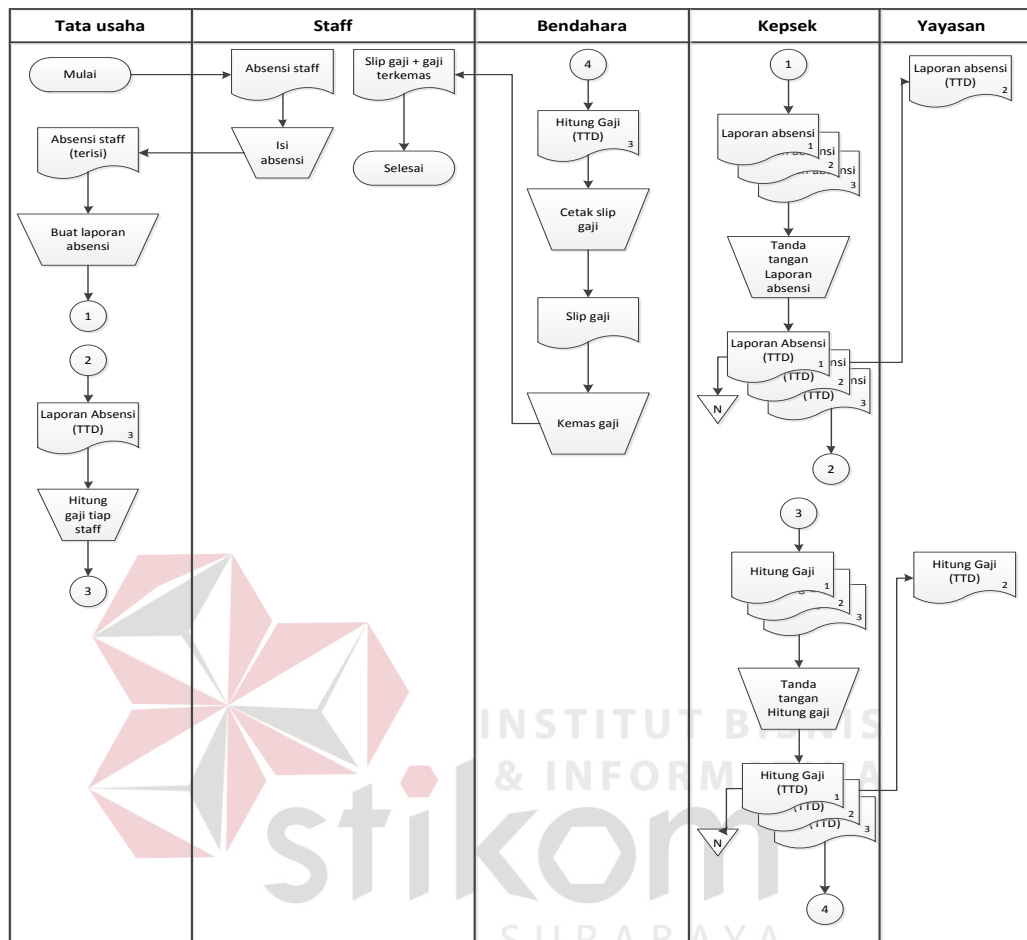 Tata usaha
Staff
Bendahara
Kepsek
Yayasan
Mulai
Absensi staff
(terisi)
Buat laporan
absensi
1
2
Laporan Absensi
(TTD)
3
Hitung
gaji tiap
staff
3
Absensi staff
Isi
absensi
Slip gaji + gaji
terkemas
Selesai
4
Hitung Gaji
(TTD)
3
Cetak slip
gaji
Slip gaji
Kemas gaji
1
Laporan absensi
1
2
3
Tanda
tangan
Laporan
absensi
Laporan Absensi
(TTD)
1
(TTD)
2
(TTD)
3
N
2
3
Hitung Gaji
1
2
3
Tanda
tangan
Hitung gaji
Hitung Gaji
(TTD)
1
(TTD)
2
(TTD)
3
N
4
Laporan absensi
(TTD)
2
Hitung Gaji
(TTD)
2
INSTITUT BISNIS
& INFORMATIKA
stikom
SURABAYA